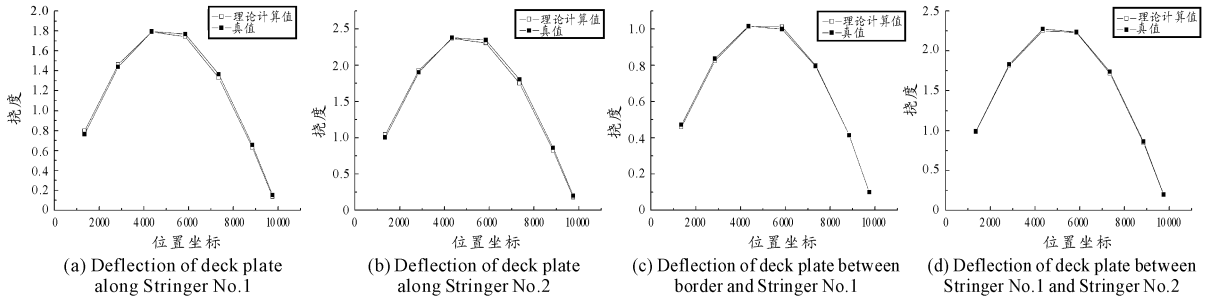 2.0
1.8
1.6
1.4
1.2
1.0
0.8
0.6
0.4
0.2
0
挠度
理论计算值
真值
0 2000 4000 6000 8000 10000
位置坐标
(a) Deflection of deck plate
along Stringer No.1
2.5
2.0
1.5
1.0
0.5
0
挠度
理论计算值
真值
0 2000 4000 6000 8000 10000
位置坐标
(b) Deflection of deck plate
along Stringer No.2
1.0
0.8
0.6
0.4
0.2
0
挠度
理论计算值
真值
0 2000 4000 6000 8000 10000
位置坐标
(c) Deflection of deck plate between
border and Stringer No.1
2.5
2.0
1.5
1.0
0.5
0
挠度
理论计算值
真值
0 2000 4000 6000 8000 10000
位置坐标
(d) Deflection of deck plate between
Stringer No.1 and Stringer No.2